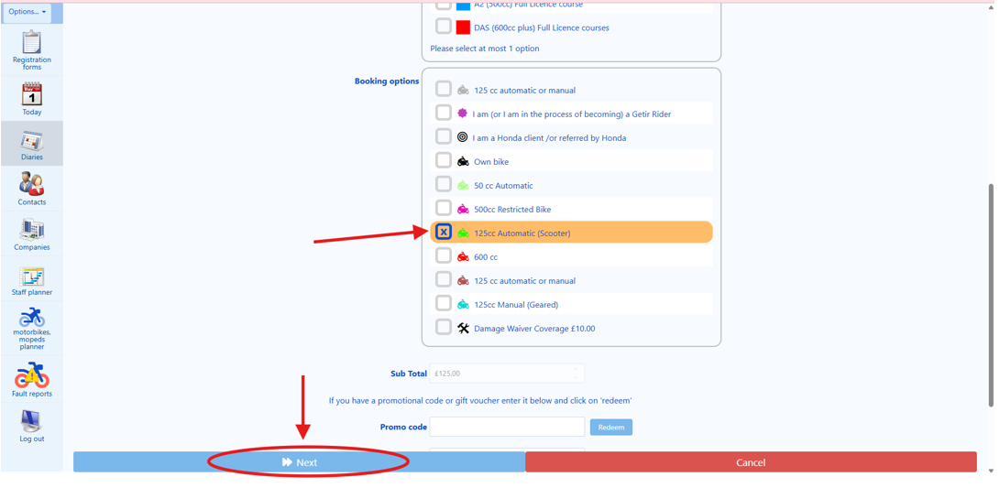 Options...
A2 (500cc) Full Licence course
DAS (600cc plus) Full Licence courses
Please select at most 1 option
Registration
forms
1
Today
Diaries
Contacts
Companies
Staff planner
motorbikes,
mopeds
planner
Fault reports
Log out
Booking options
125 cc automatic or manual
I am (or I am in the process of becoming) a Getir Rider
I am a Honda client /or referred by Honda
Own bike
50 cc Automatic
500cc Restricted Bike
X 125cc Automatic (Scooter)
600 cc
125 cc automatic or manual
125cc Manual (Geared)
Damage Waiver Coverage £10.00
Sub Total £125.00
If you have a promotional code or gift voucher enter it below and click on 'redeem'
Promo code Redeem
Next Cancel